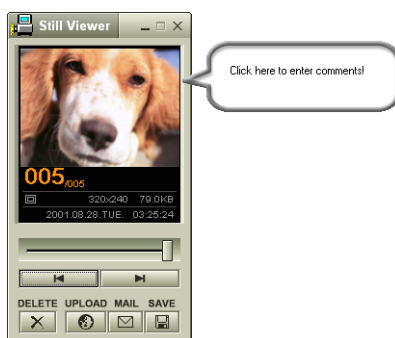 Still Viewer
Click here to enter comments!
005/005
320x240 79.0KB
2001.08.28.TUE. 03:25:24
DELETE UPLOAD MAIL SAVE